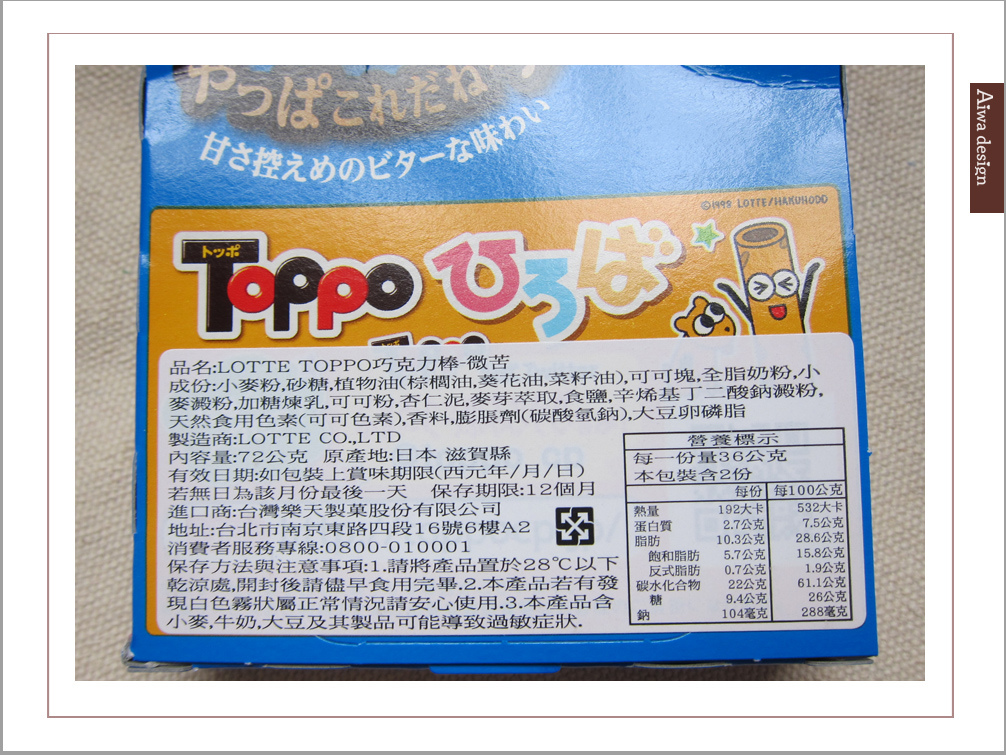 やっぱこれだね
甘さ控えめのビターな味わい
©1998 LOTTE/HAKUHODO
トッポ
Toppo ひろば
品名:LOTTE TOPPO巧克力棒-微苦
成份:小麥粉,砂糖,植物油(棕櫚油,葵花油,菜籽油),可可塊,全脂奶粉,小
麥澱粉,加糖煉乳,可可粉,杏仁泥,麥芽萃取,食鹽,辛烯基丁二酸鈉澱粉,
天然食用色素(可可色素),香料,膨脹劑(碳酸氫鈉),大豆卵磷脂
製造商:LOTTE CO.,LTD
內容量:72公克 原產地:日本 滋賀縣
有效日期:如包裝上賞味期限(西元年/月/日)
若無日為該月份最後一天 保存期限:12個月
進口商:台灣樂天製菓股份有限公司
地址:台北市南京東路四段16號6樓A2
消費者服務專線:0800-010001
保存方法與注意事項:1.請將產品置於28℃以下
乾涼處,開封後請儘早食用完畢.2.本產品若有發
現白色霧狀屬正常情況請安心使用.3.本產品含
小麥,牛奶,大豆及其製品可能導致過敏症狀.
營養標示
每一份量36公克
本包裝含2份
每份 每100公克
熱量 192大卡 532大卡
蛋白質 2.7公克 7.5公克
脂肪 10.3公克 28.6公克
飽和脂肪 5.7公克 15.8公克
反式脂肪 0.7公克 1.9公克
碳水化合物 22公克 61.1公克
糖 9.4公克 26公克
鈉 104毫克 288毫克
Aiwa design